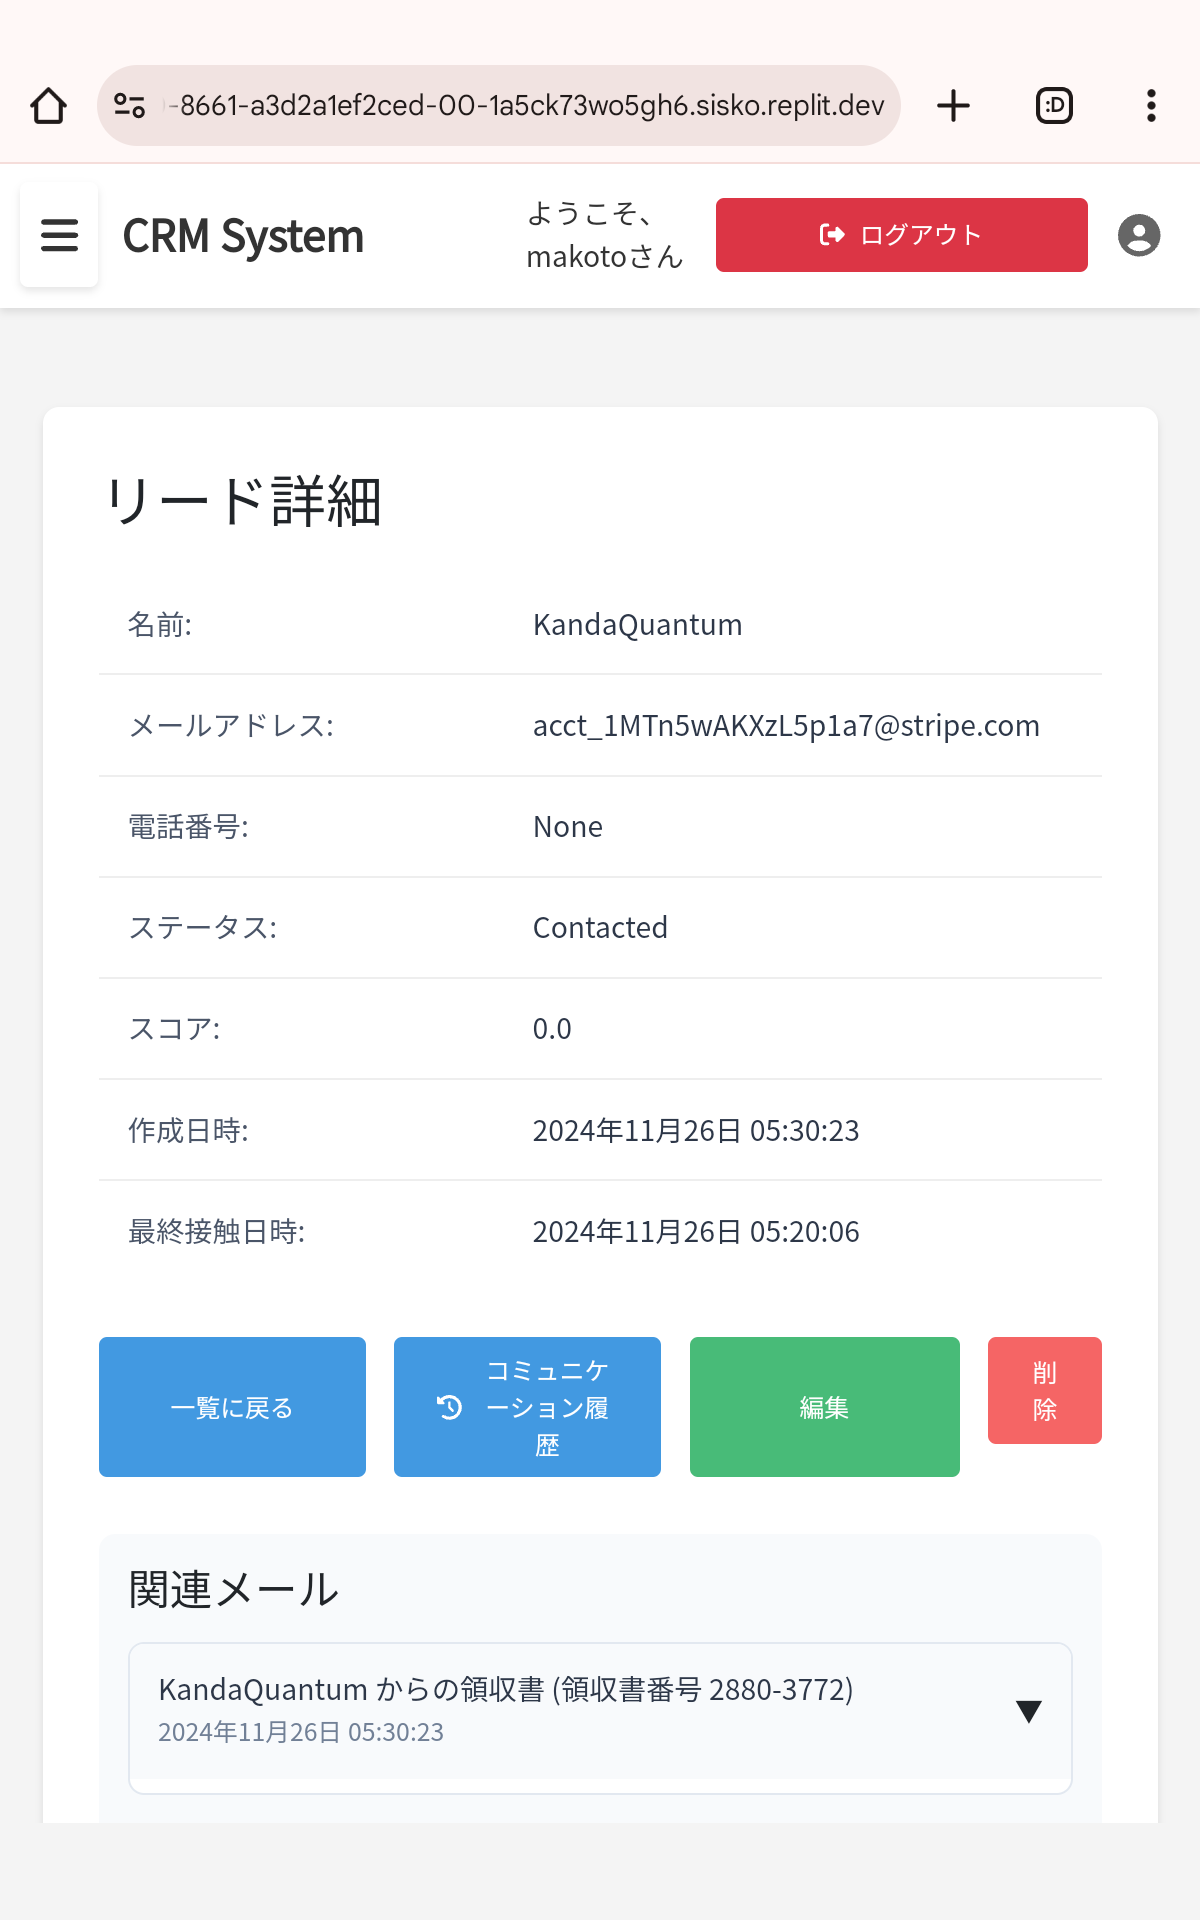 -8661-a3d2a1ef2ced-00-1a5ck73wo5gh6.sisko.replit.dev
:D
CRM System
ようこそ、
makotoさん
ログアウト
リード詳細
名前:
KandaQuantum
メールアドレス:
acct_1MTn5wAKXzL5p1a7@stripe.com
電話番号:
None
ステータス:
Contacted
スコア:
0.0
作成日時:
2024年11月26日 05:30:23
最終接触日時:
2024年11月26日 05:20:06
一覧に戻る
コミュニケ
ーション履
歴
編集
削
除
関連メール
KandaQuantum からの領収書 (領収書番号 2880-3772)
2024年11月26日 05:30:23